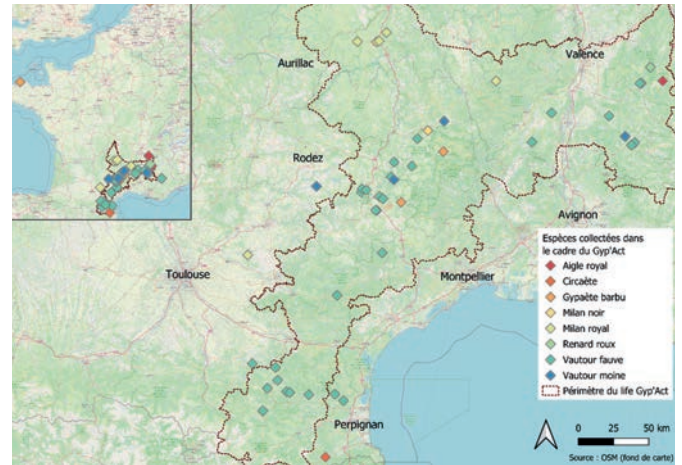 Valence
Aurillac
Rodez
Avignon
Toulouse
Montpellier
Perpignan
Espèces collectées dans
le cadre du Gyp'Act
Aigle royal
Circaète
Gypaète barbu
Milan noir
Milan royal
Renard roux
Vautour fauve
Vautour moine
Périmètre du life Gyp'Act
0 25 50 km
Source : OSM (fond de carte)